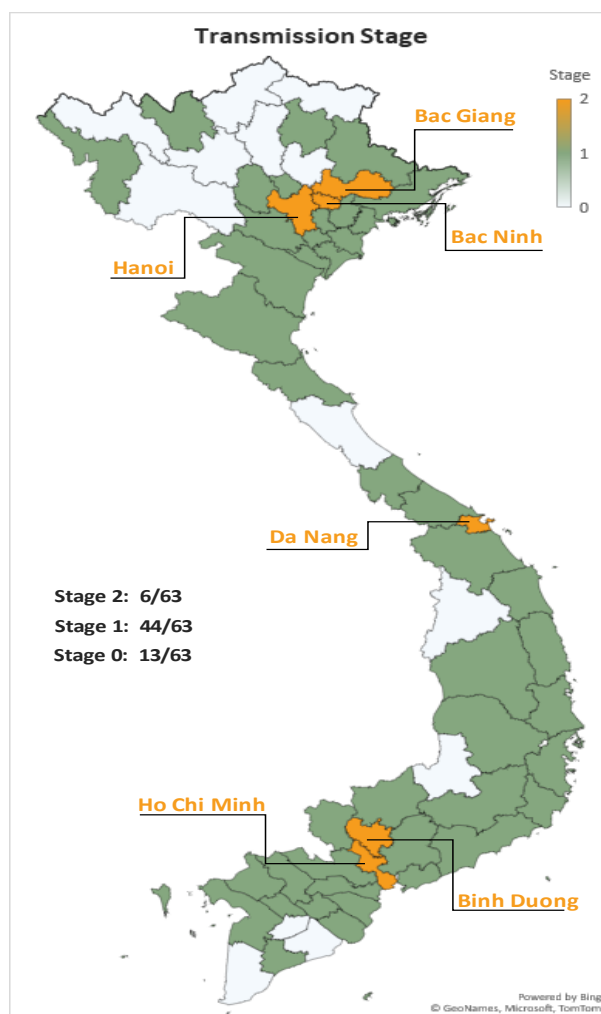 Transmission Stage
Stage
2
1
0
Bac Giang
Bac Ninh
Hanoi
Da Nang
Stage 2: 6/63
Stage 1: 44/63
Stage 0: 13/63
Ho Chi Minh
Binh Duong
Powered by Bing
© GeoNames, Microsoft, TomTom